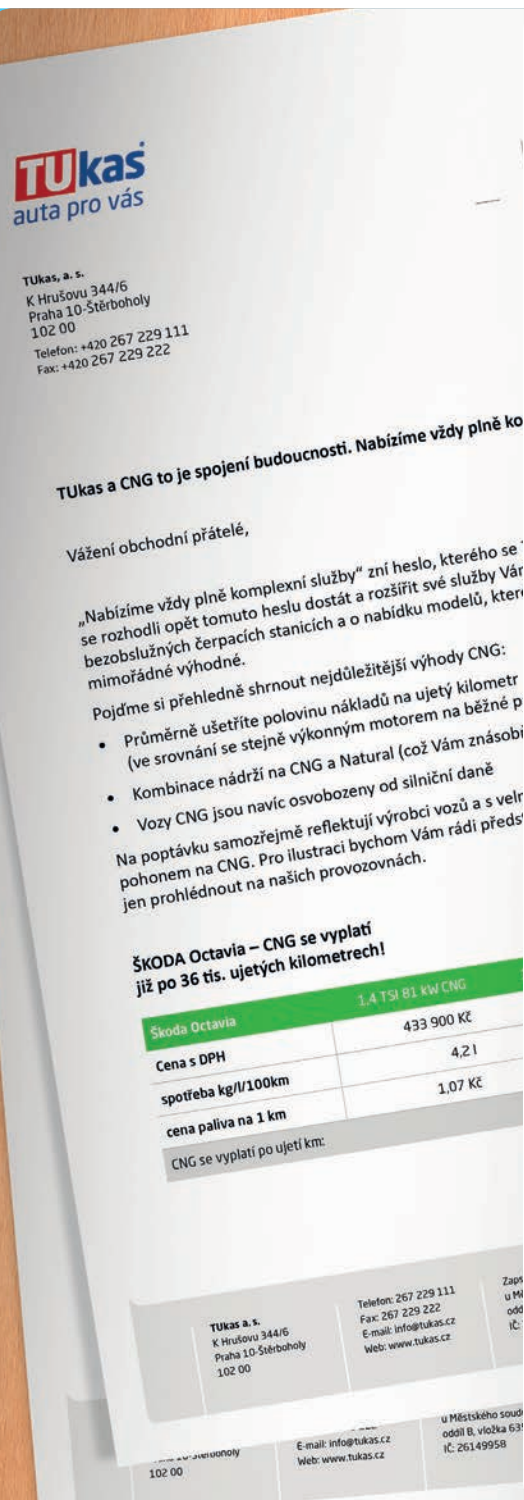 TUkas
auta pro vás
TUkas, a. s.
K Hrušovu 344/6
Praha 10-Štěrboholy
102 00
Telefon: +420 267 229 111
Fax: +420 267 229 222
TUkas a CNG to je spojení budoucnosti. Nabízíme vždy plně ko
Vážení obchodní přátelé,
„Nabízíme vždy plně komplexní služby“ zní heslo, kterého se
se rozhodli opět tomuto heslu dostát a rozšířit své služby Vám
bezobslužných čerpacích stanicích a o nabídku modelů, kter
mimořádné výhodné.
Pojďme si přehledně shrnout nejdůležitější výhody CNG:
• Průměrně ušetříte polovinu nákladů na ujetý kilometr
(ve srovnání se stejně výkonným motorem na běžné p
• Kombinace nádrží na CNG a Natural (což Vám znásobí
• Vozy CNG jsou navíc osvobozeny od silniční daně
Na poptávku samozřejmě reflektují výrobci vozů a s velm
pohonem na CNG. Pro ilustraci bychom Vám rádi předst
jen prohlédnout na našich provozovnách.
ŠKODA Octavia – CNG se vyplatí
již po 36 tis. ujetých kilometrech!
Škoda Octavia 1.4 TSI 81 kW CNG
Cena s DPH 433 900 Kč
spotřeba kg/l/100km 4,2 l
cena paliva na 1 km 1,07 Kč
CNG se vyplatí po ujetí km:
TUkas a. s.
K Hrušovu 344/6
Praha 10-Štěrboholy
102 00
Telefon: 267 229 111
Fax: 267 229 222
E-mail: info@tukas.cz
Web: www.tukas.cz
Zaps
u Mě
odd
IČ:
102 00
E-mail: info@tukas.cz
Web: www.tukas.cz
u Městského soudu
oddíl B, vložka 639
IČ: 26149958